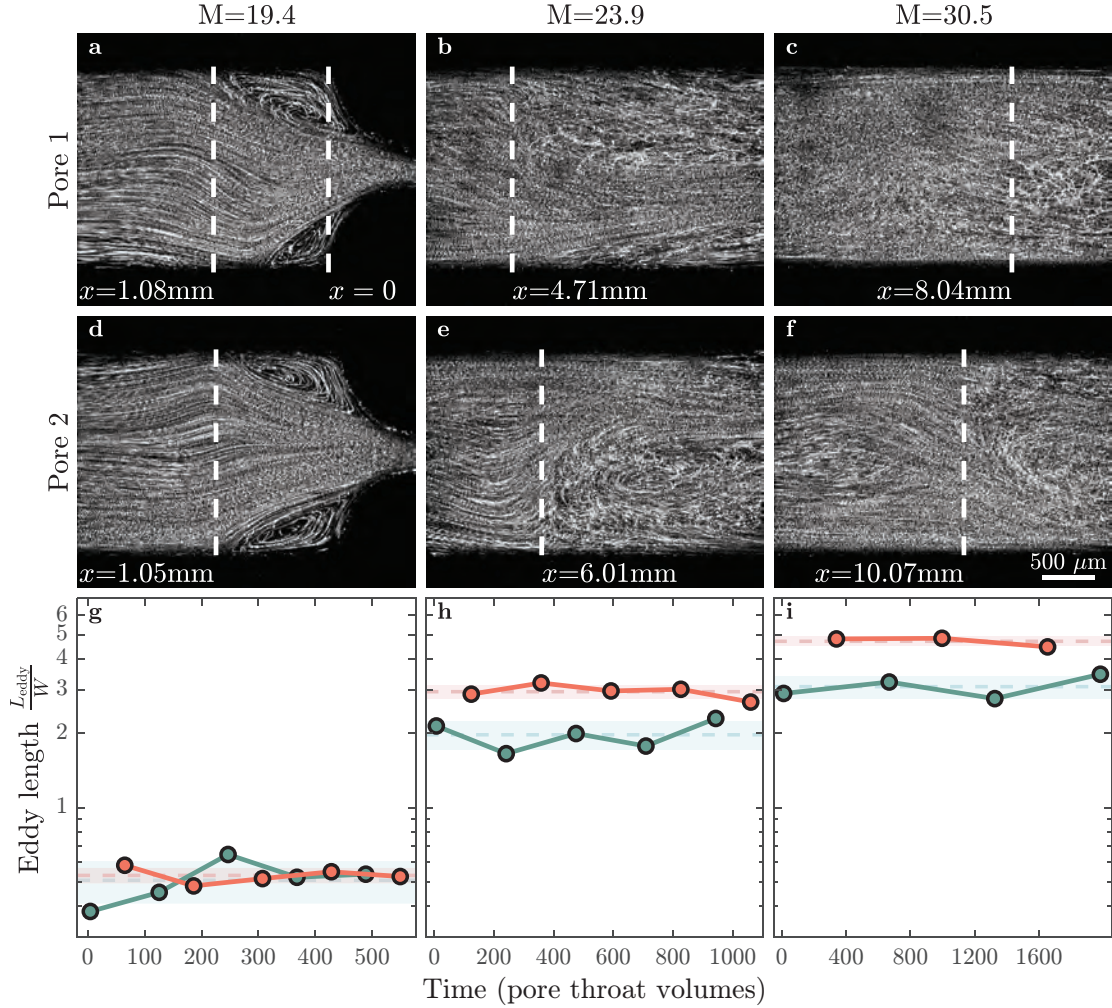 M=19.4 M=23.9 M=30.5
Pore 1
a
x=1.08mm
x = 0
b
x=4.71mm
c
x=8.04mm
Pore 2
d
x=1.05mm
e
x=6.01mm
f
x=10.07mm
500 μm
Eddy length L_eddy/W
g
6
5
4
3
2
1
0 100 200 300 400 500
h
0 200 400 600 800 1000
i
0 400 800 1200 1600
Time (pore throat volumes)